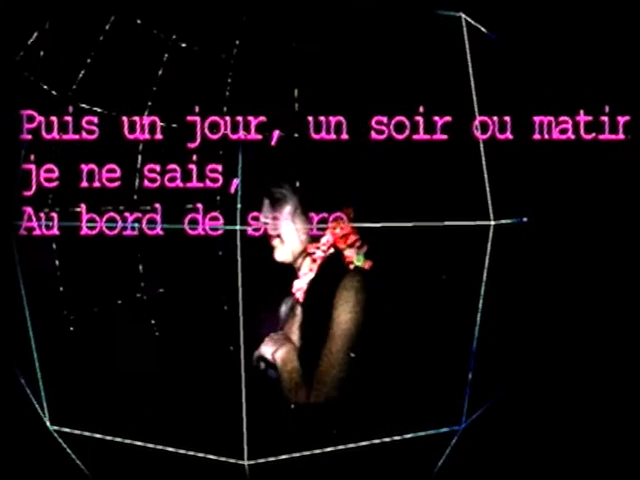 Puis un jour, un soir ou matin
je ne sais,
Au bord de